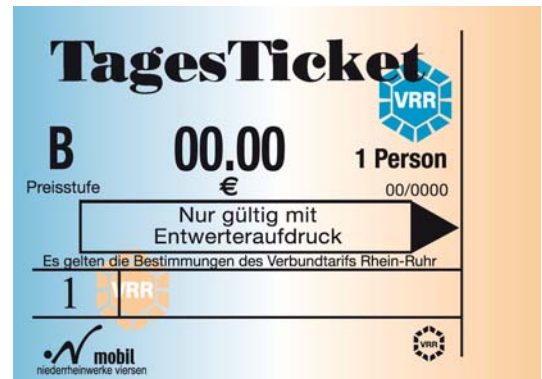 TagesTicket
VRR
B 00.00 1 Person
Preisstufe € 00/0000
Nur gültig mit
Entwerteraufdruck
Es gelten die Bestimmungen des Verbundtarifs Rhein-Ruhr
1 VRR
mobil
niederrheinwerke viersen
VRR